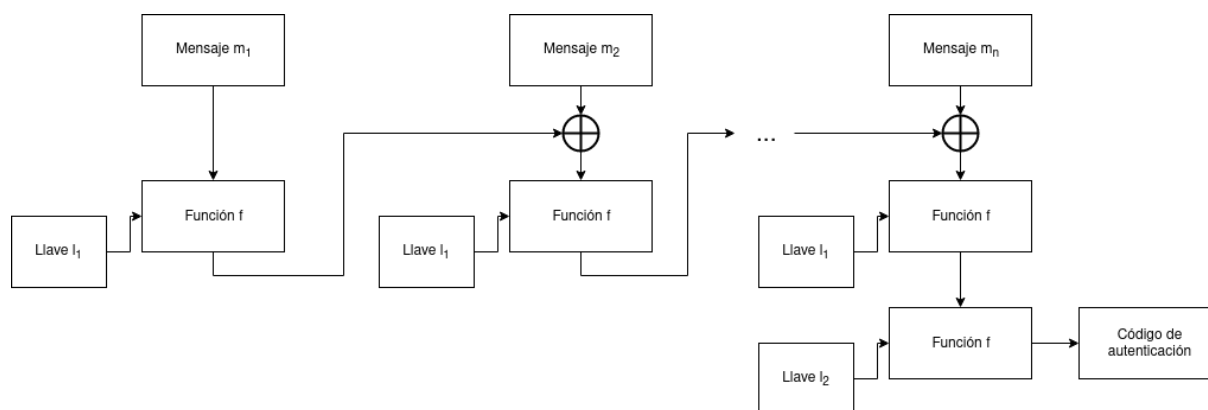 Mensaje m1
Mensaje m2
Mensaje mn
...
Función f
Función f
Función f
Llave l1
Llave l1
Llave l1
Función f
Código de
autenticación
Llave l2